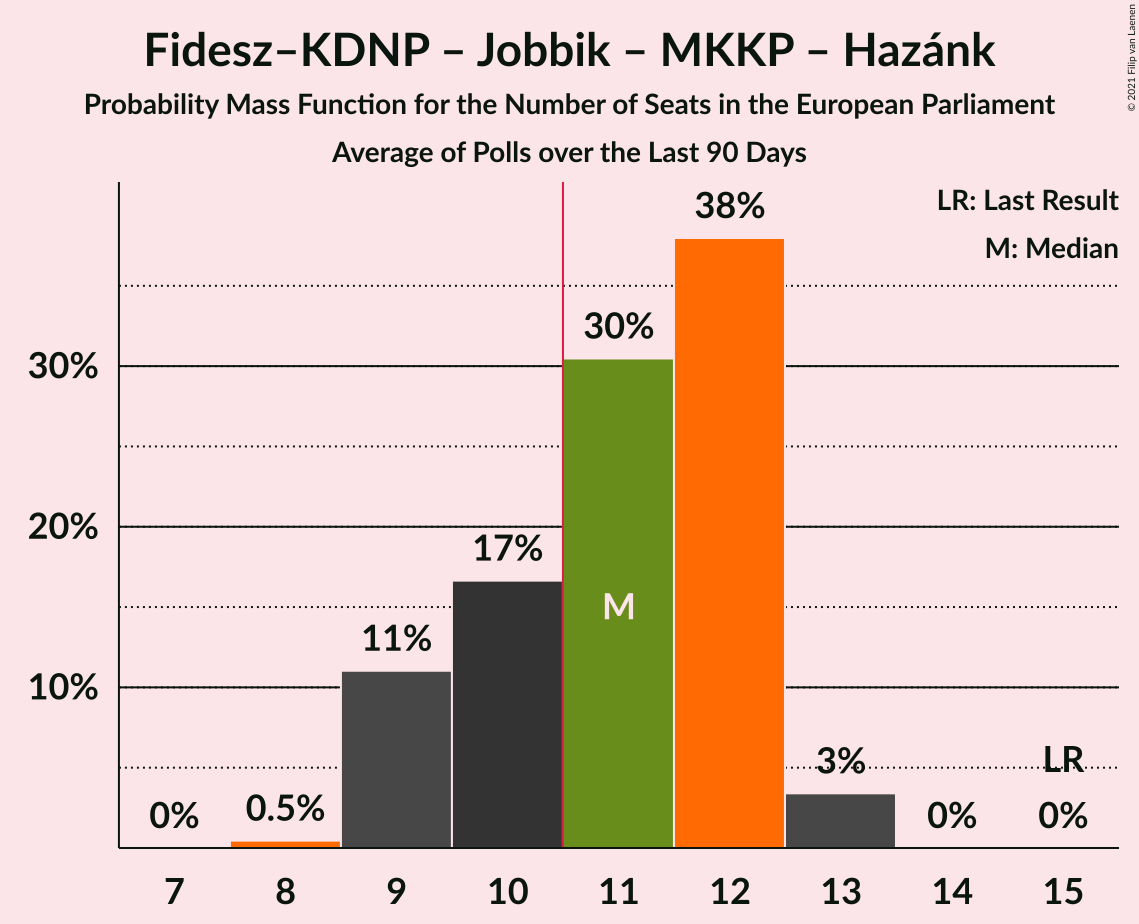 Fidesz–KDNP – Jobbik – MKKP – Hazánk
Probability Mass Function for the Number of Seats in the European Parliament
Average of Polls over the Last 90 Days
© 2021 Filip van Laenen
LR: Last Result
M: Median
38%
30%
30%
20%
17%
M
11%
10%
3%
LR
0%
0.5%
0%
0%
7 8 9 10 11 12 13 14 15